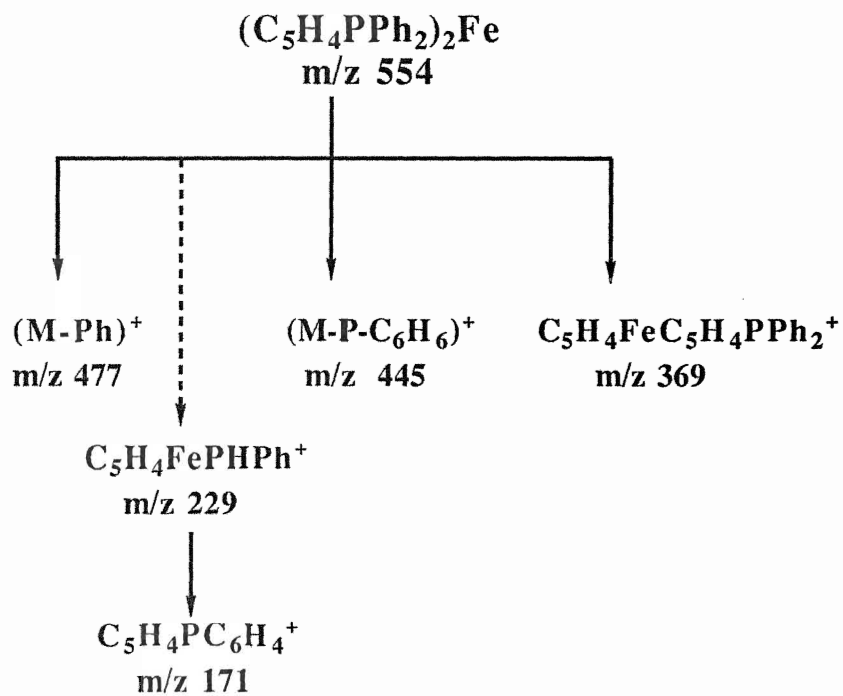 (C₅H₄PPh₂)₂Fe
m/z 554
(M-Ph)⁺
m/z 477
(M-P-C₆H₆)⁺
m/z 445
C₅H₄FeC₅H₄PPh₂⁺
m/z 369
C₅H₄FePHPh⁺
m/z 229
C₅H₄PC₆H₄⁺
m/z 171